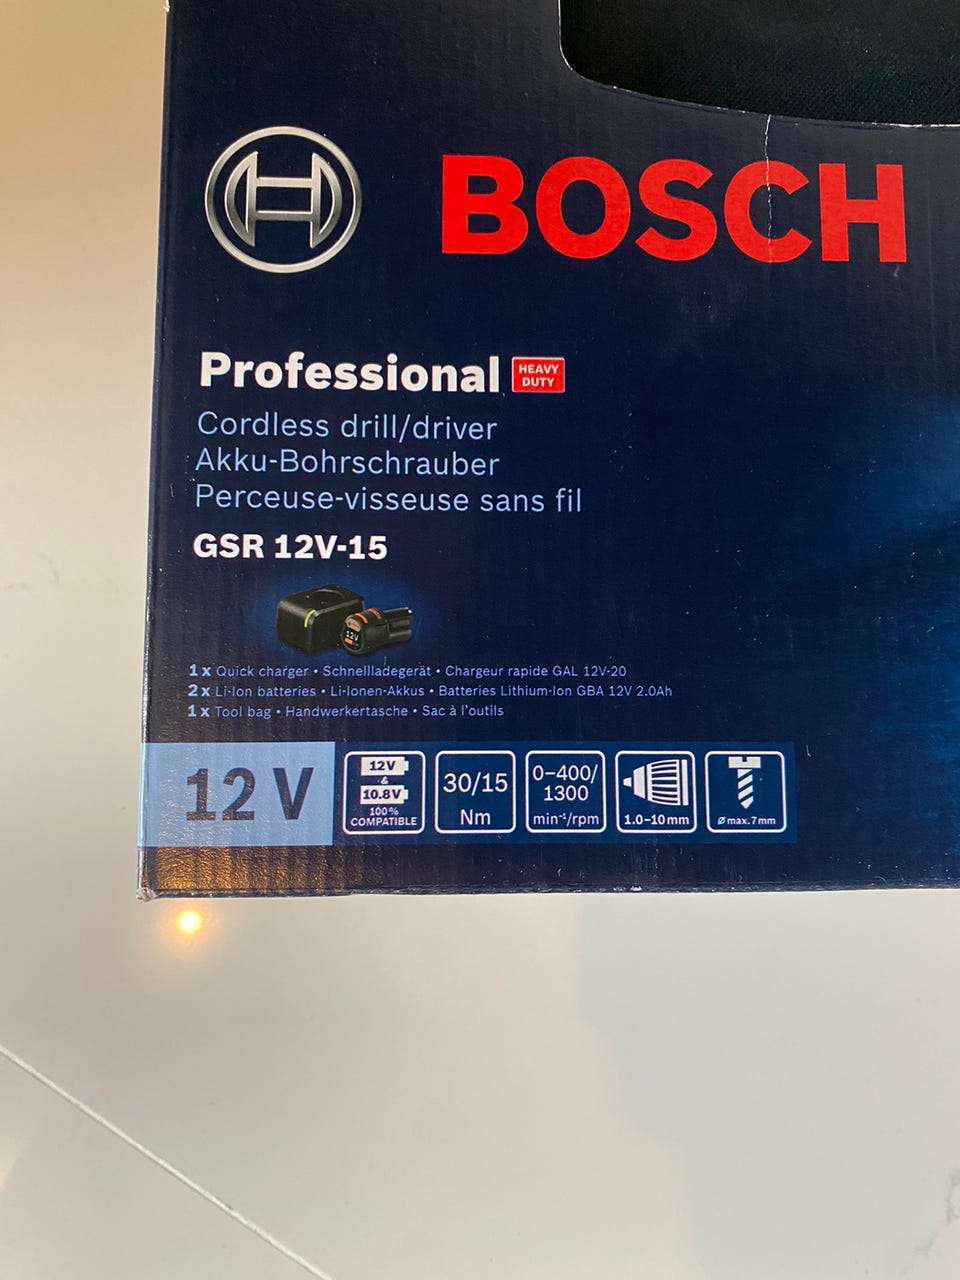 BOSCH
Professional HEAVY DUTY
Cordless drill/driver
Akku-Bohrschrauber
Perceuse-visseuse sans fil
GSR 12V-15
12V
1 x Quick charger • Schnellladegerät • Chargeur rapide GAL 12V-20
2 x Li-Ion batteries • Li-Ionen-Akkus • Batteries Lithium-Ion GBA 12V 2.0Ah
1 x Tool bag • Handwerkertasche • Sac à l'outils
12 V
12V
&
10.8V
100%
COMPATIBLE
30/15
Nm
0–400/
1300
min⁻¹/rpm
1.0–10 mm
Ø max. 7 mm